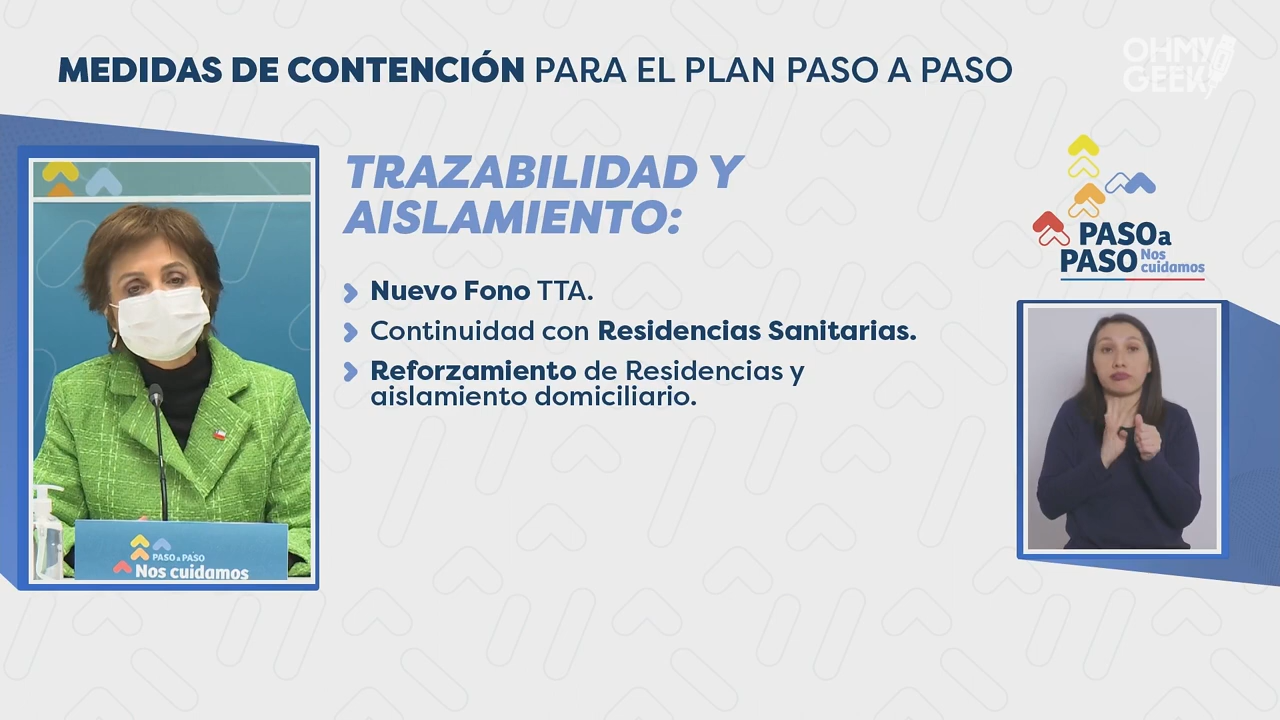 MEDIDAS DE CONTENCIÓN PARA EL PLAN PASO A PASO
OHMY
GEEK
TRAZABILIDAD Y
AISLAMIENTO:
Nuevo Fono TTA.
Continuidad con Residencias Sanitarias.
Reforzamiento de Residencias y
aislamiento domiciliario.
PASO a
PASO Nos
cuidamos
PASO a PASO
Nos cuidamos